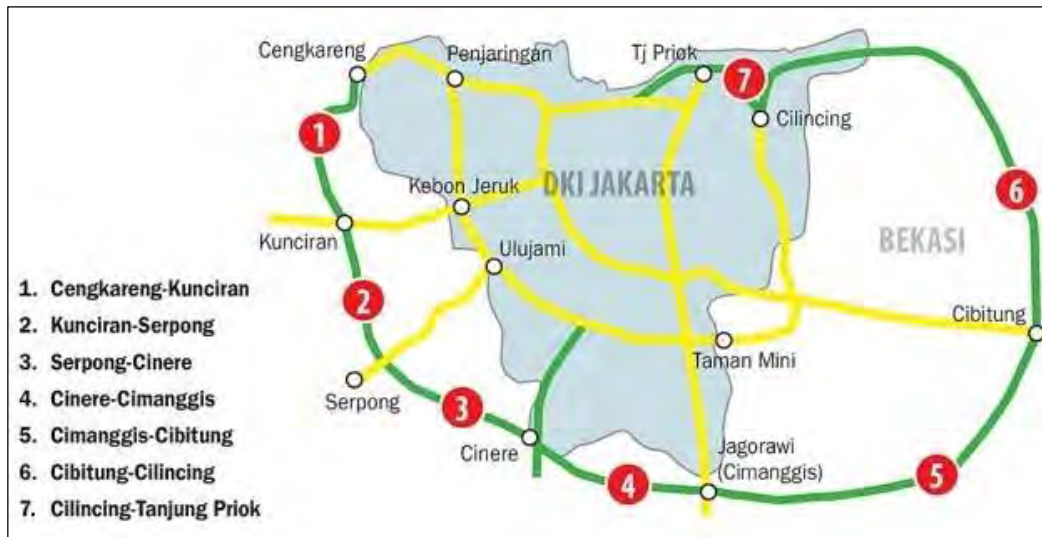 Cengkareng
Penjaringan
Tj Priok
7
Cilincing
1
Kebon Jeruk
DKI JAKARTA
6
Kunciran
Ulujami
BEKASI
2
Cibitung
Taman Mini
Serpong
3
Cinere
Jagorawi
(Cimanggis)
4
5
1. Cengkareng-Kunciran
2. Kunciran-Serpong
3. Serpong-Cinere
4. Cinere-Cimanggis
5. Cimanggis-Cibitung
6. Cibitung-Cilincing
7. Cilincing-Tanjung Priok